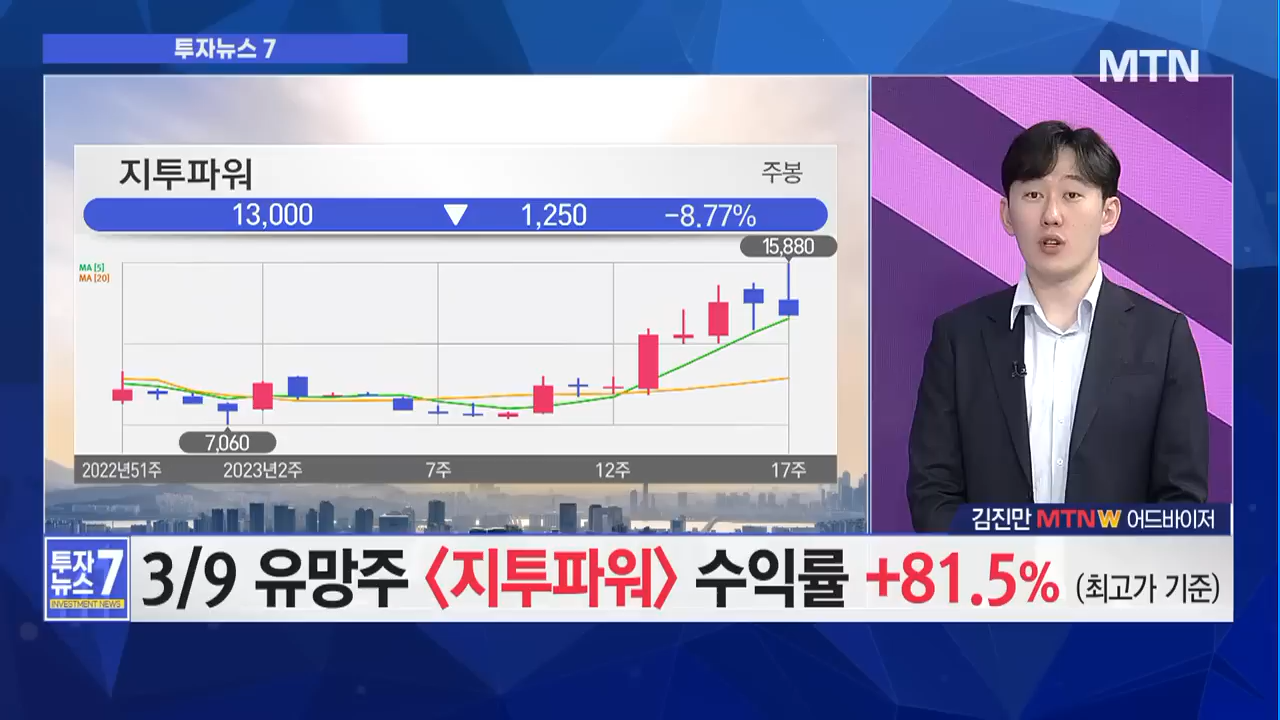 투자뉴스 7
MTN
지투파워
주봉
13,000 ▼ 1,250 -8.77%
15,880
MA [5]
MA [20]
7,060
2022년51주 2023년2주 7주 12주 17주
김진만 MTNW 어드바이저
투자
뉴스 7
INVESTMENT NEWS
3/9 유망주 <지투파워> 수익률 +81.5% (최고가 기준)